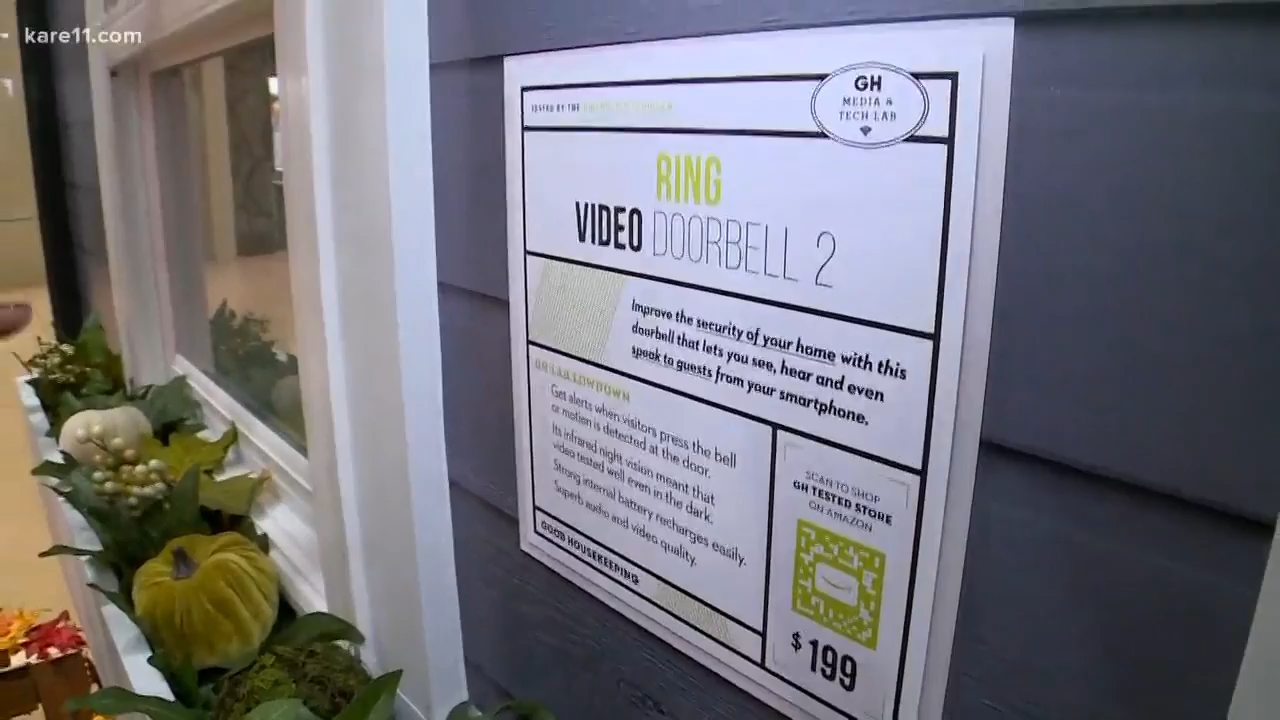 kare11.com
TESTED BY THE
GH
MEDIA &
TECH LAB
RING
VIDEO DOORBELL 2
Improve the security of your home with this
doorbell that lets you see, hear and even
speak to guests from your smartphone.
GH LAB LOWDOWN
Get alerts when visitors press the bell
or motion is detected at the door.
Its infrared night vision meant that
video tested well even in the dark.
Strong internal battery recharges easily.
Superb audio and video quality.
SCAN TO SHOP
GH TESTED STORE
ON AMAZON
$199
GOOD HOUSEKEEPING